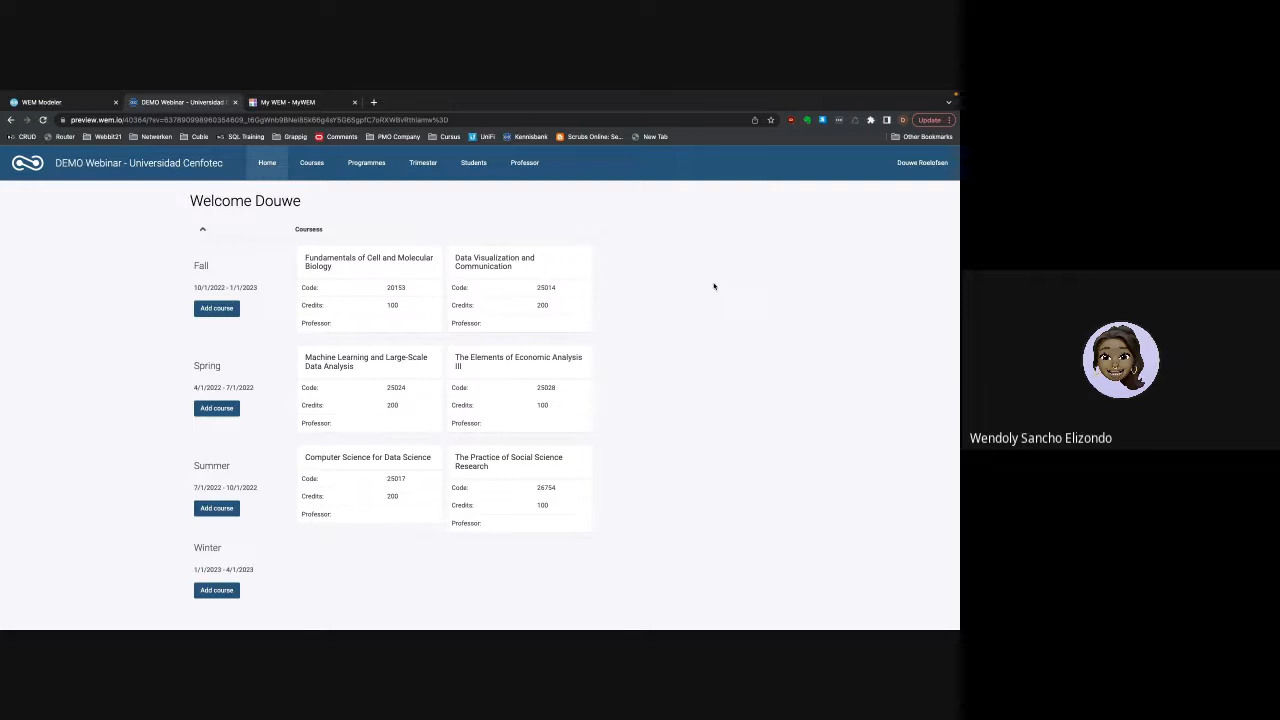 WEM Modeler
DEMO Webinar - Universidad
My WEM - MyWEM
CRUD
Router
Webbit21
Netwerken
Cubie
SQL Training
Grappig
Comments
PMO Company
Cursus
UniFi
Kennisbank
Scrubs Online: Se...
New Tab
Other Bookmarks
Update
DEMO Webinar - Universidad Cenfotec
Home
Courses
Programmes
Trimester
Students
Professor
Douwe Roelofsen
Welcome Douwe
Coursess
Fall
10/1/2022 - 1/1/2023
Add course
Fundamentals of Cell and Molecular
Biology
Code: 20153
Credits: 100
Professor:
Data Visualization and
Communication
Code: 25014
Credits: 200
Professor:
Spring
4/1/2022 - 7/1/2022
Add course
Machine Learning and Large-Scale
Data Analysis
Code: 25024
Credits: 200
Professor:
The Elements of Economic Analysis
III
Code: 25028
Credits: 100
Professor:
Summer
7/1/2022 - 10/1/2022
Add course
Computer Science for Data Science
Code: 25017
Credits: 200
Professor:
The Practice of Social Science
Research
Code: 26754
Credits: 100
Professor:
Winter
1/1/2023 - 4/1/2023
Add course
Wendoly Sancho Elizondo